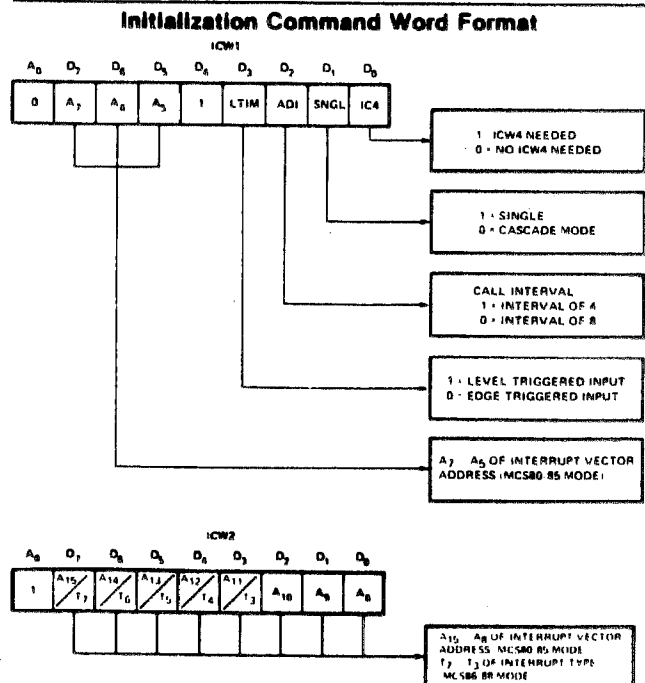 Initialization Command Word Format
ICW1
A0 D7 D6 D5 D4 D3 D2 D1 D0
0 A7 A6 A5 1 LTIM ADI SNGL IC4
1 ICW4 NEEDED
0 = NO ICW4 NEEDED
1 = SINGLE
0 = CASCADE MODE
CALL INTERVAL
1 = INTERVAL OF 4
0 = INTERVAL OF 8
1 = LEVEL TRIGGERED INPUT
0 = EDGE TRIGGERED INPUT
A7 A5 OF INTERRUPT VECTOR
ADDRESS (MCS80 85 MODE)
ICW2
A0 D7 D6 D5 D4 D3 D2 D1 D0
1 A15/T7 A14/T6 A13/T5 A12/T4 A11/T3 A10 A9 A8
A15 A8 OF INTERRUPT VECTOR
ADDRESS MCS80 85 MODE
T7 T3 OF INTERRUPT TYPE
MCS86 88 MODE